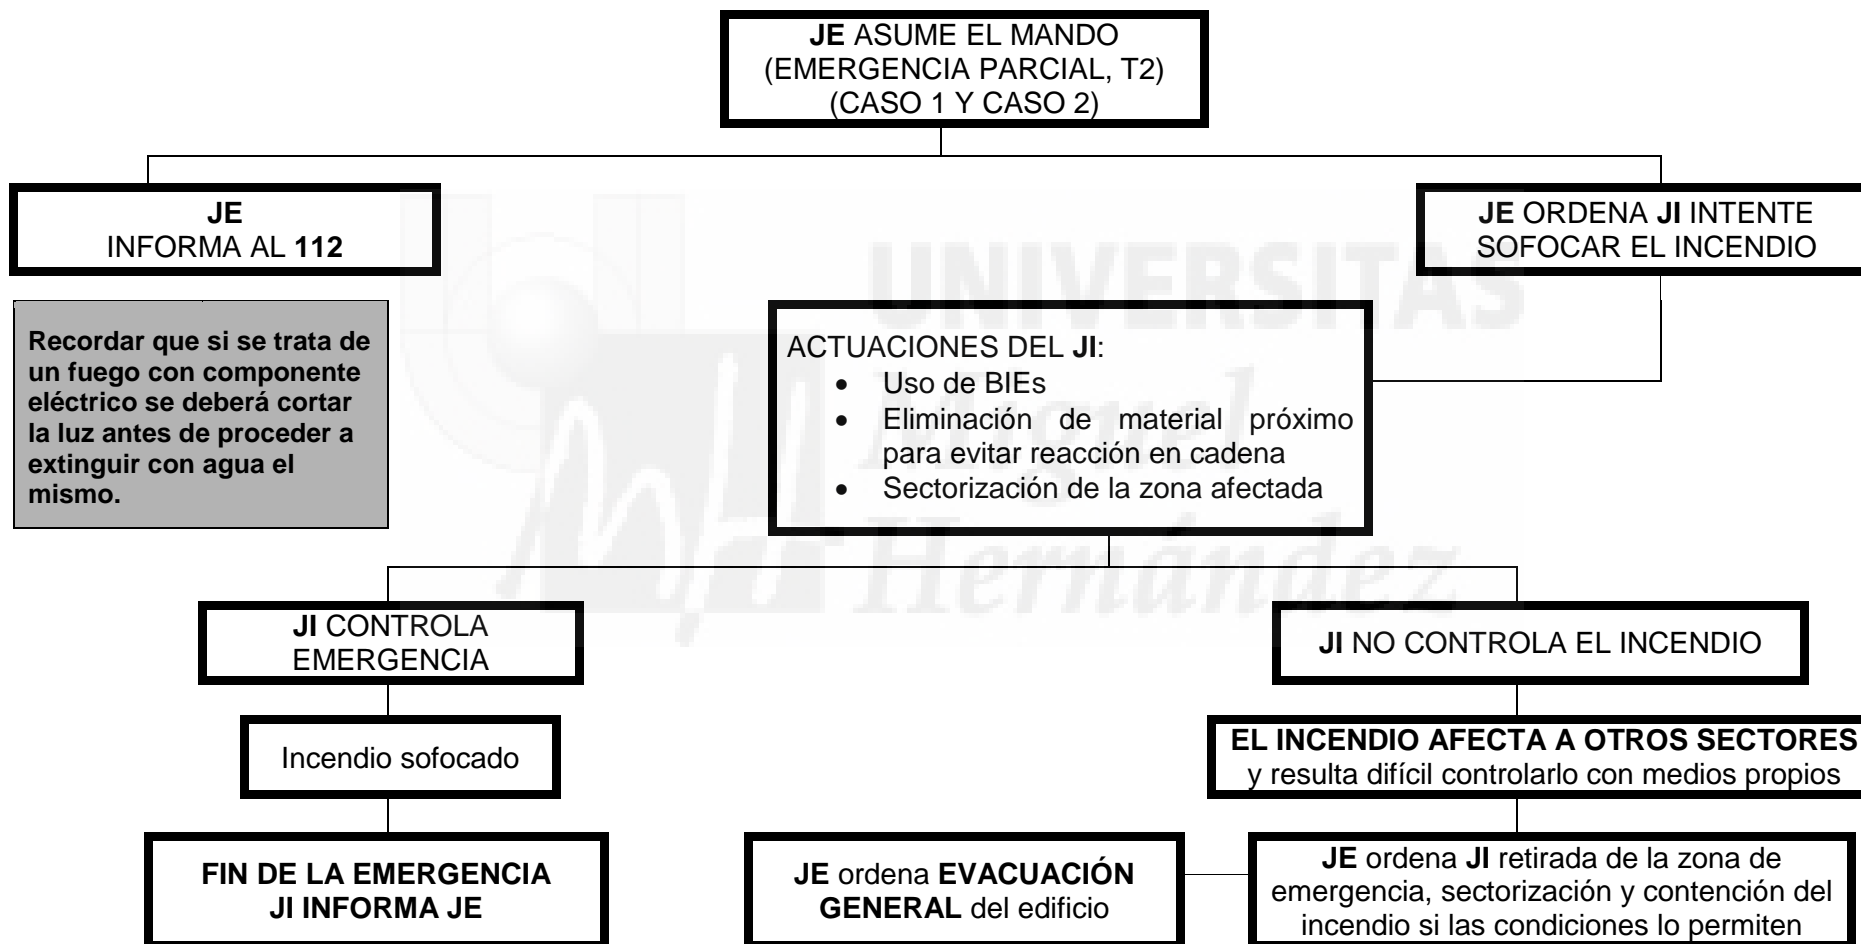 JE ASUME EL MANDO
(EMERGENCIA PARCIAL, T2)
(CASO 1 Y CASO 2)
JE
INFORMA AL 112
JE ORDENA JI INTENTE
SOFOCAR EL INCENDIO
Recordar que si se trata de
un fuego con componente
eléctrico se deberá cortar
la luz antes de proceder a
extinguir con agua el
mismo.
ACTUACIONES DEL JI:
• Uso de BIEs
• Eliminación de material próximo
para evitar reacción en cadena
• Sectorización de la zona afectada
UNIVERSITAS
Miguel
Hernández
JI CONTROLA
EMERGENCIA
JI NO CONTROLA EL INCENDIO
Incendio sofocado
EL INCENDIO AFECTA A OTROS SECTORES
y resulta difícil controlarlo con medios propios
FIN DE LA EMERGENCIA
JI INFORMA JE
JE ordena EVACUACIÓN
GENERAL del edificio
JE ordena JI retirada de la zona de
emergencia, sectorización y contención del
incendio si las condiciones lo permiten